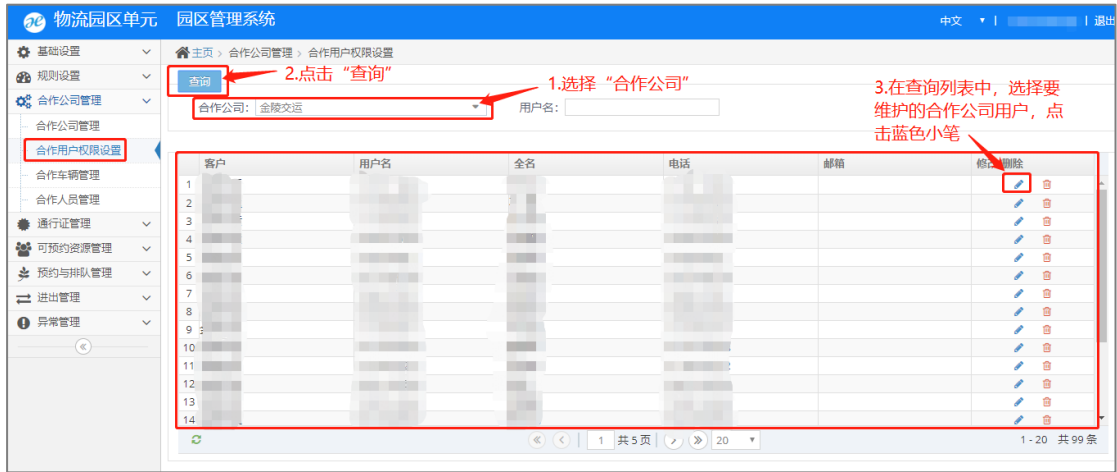 物流园区单元 园区管理系统
中文 | | 退出
基础设置
规则设置
合作公司管理
合作公司管理
合作用户权限设置
合作车辆管理
合作人员管理
通行证管理
可预约资源管理
预约与排队管理
进出管理
异常管理
主页 > 合作公司管理 > 合作用户权限设置
查询
2.点击“查询”
1.选择“合作公司”
合作公司: 金陵交运
用户名:
3.在查询列表中，选择要
维护的合作公司用户，点
击蓝色小笔
客户 用户名 全名 电话 邮箱 修改 删除
1
2
3
4
5
6
7
8
9
10
11
12
13
14
1 共 5 页 20 1 - 20 共 99 条